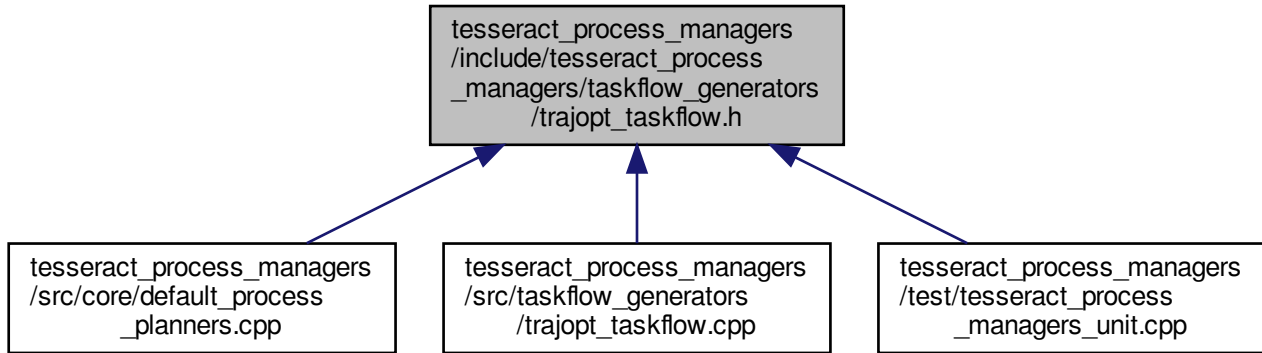 tesseract_process_managers
/include/tesseract_process
_managers/taskflow_generators
/trajopt_taskflow.h
tesseract_process_managers
/src/core/default_process
_planners.cpp
tesseract_process_managers
/src/taskflow_generators
/trajopt_taskflow.cpp
tesseract_process_managers
/test/tesseract_process
_managers_unit.cpp